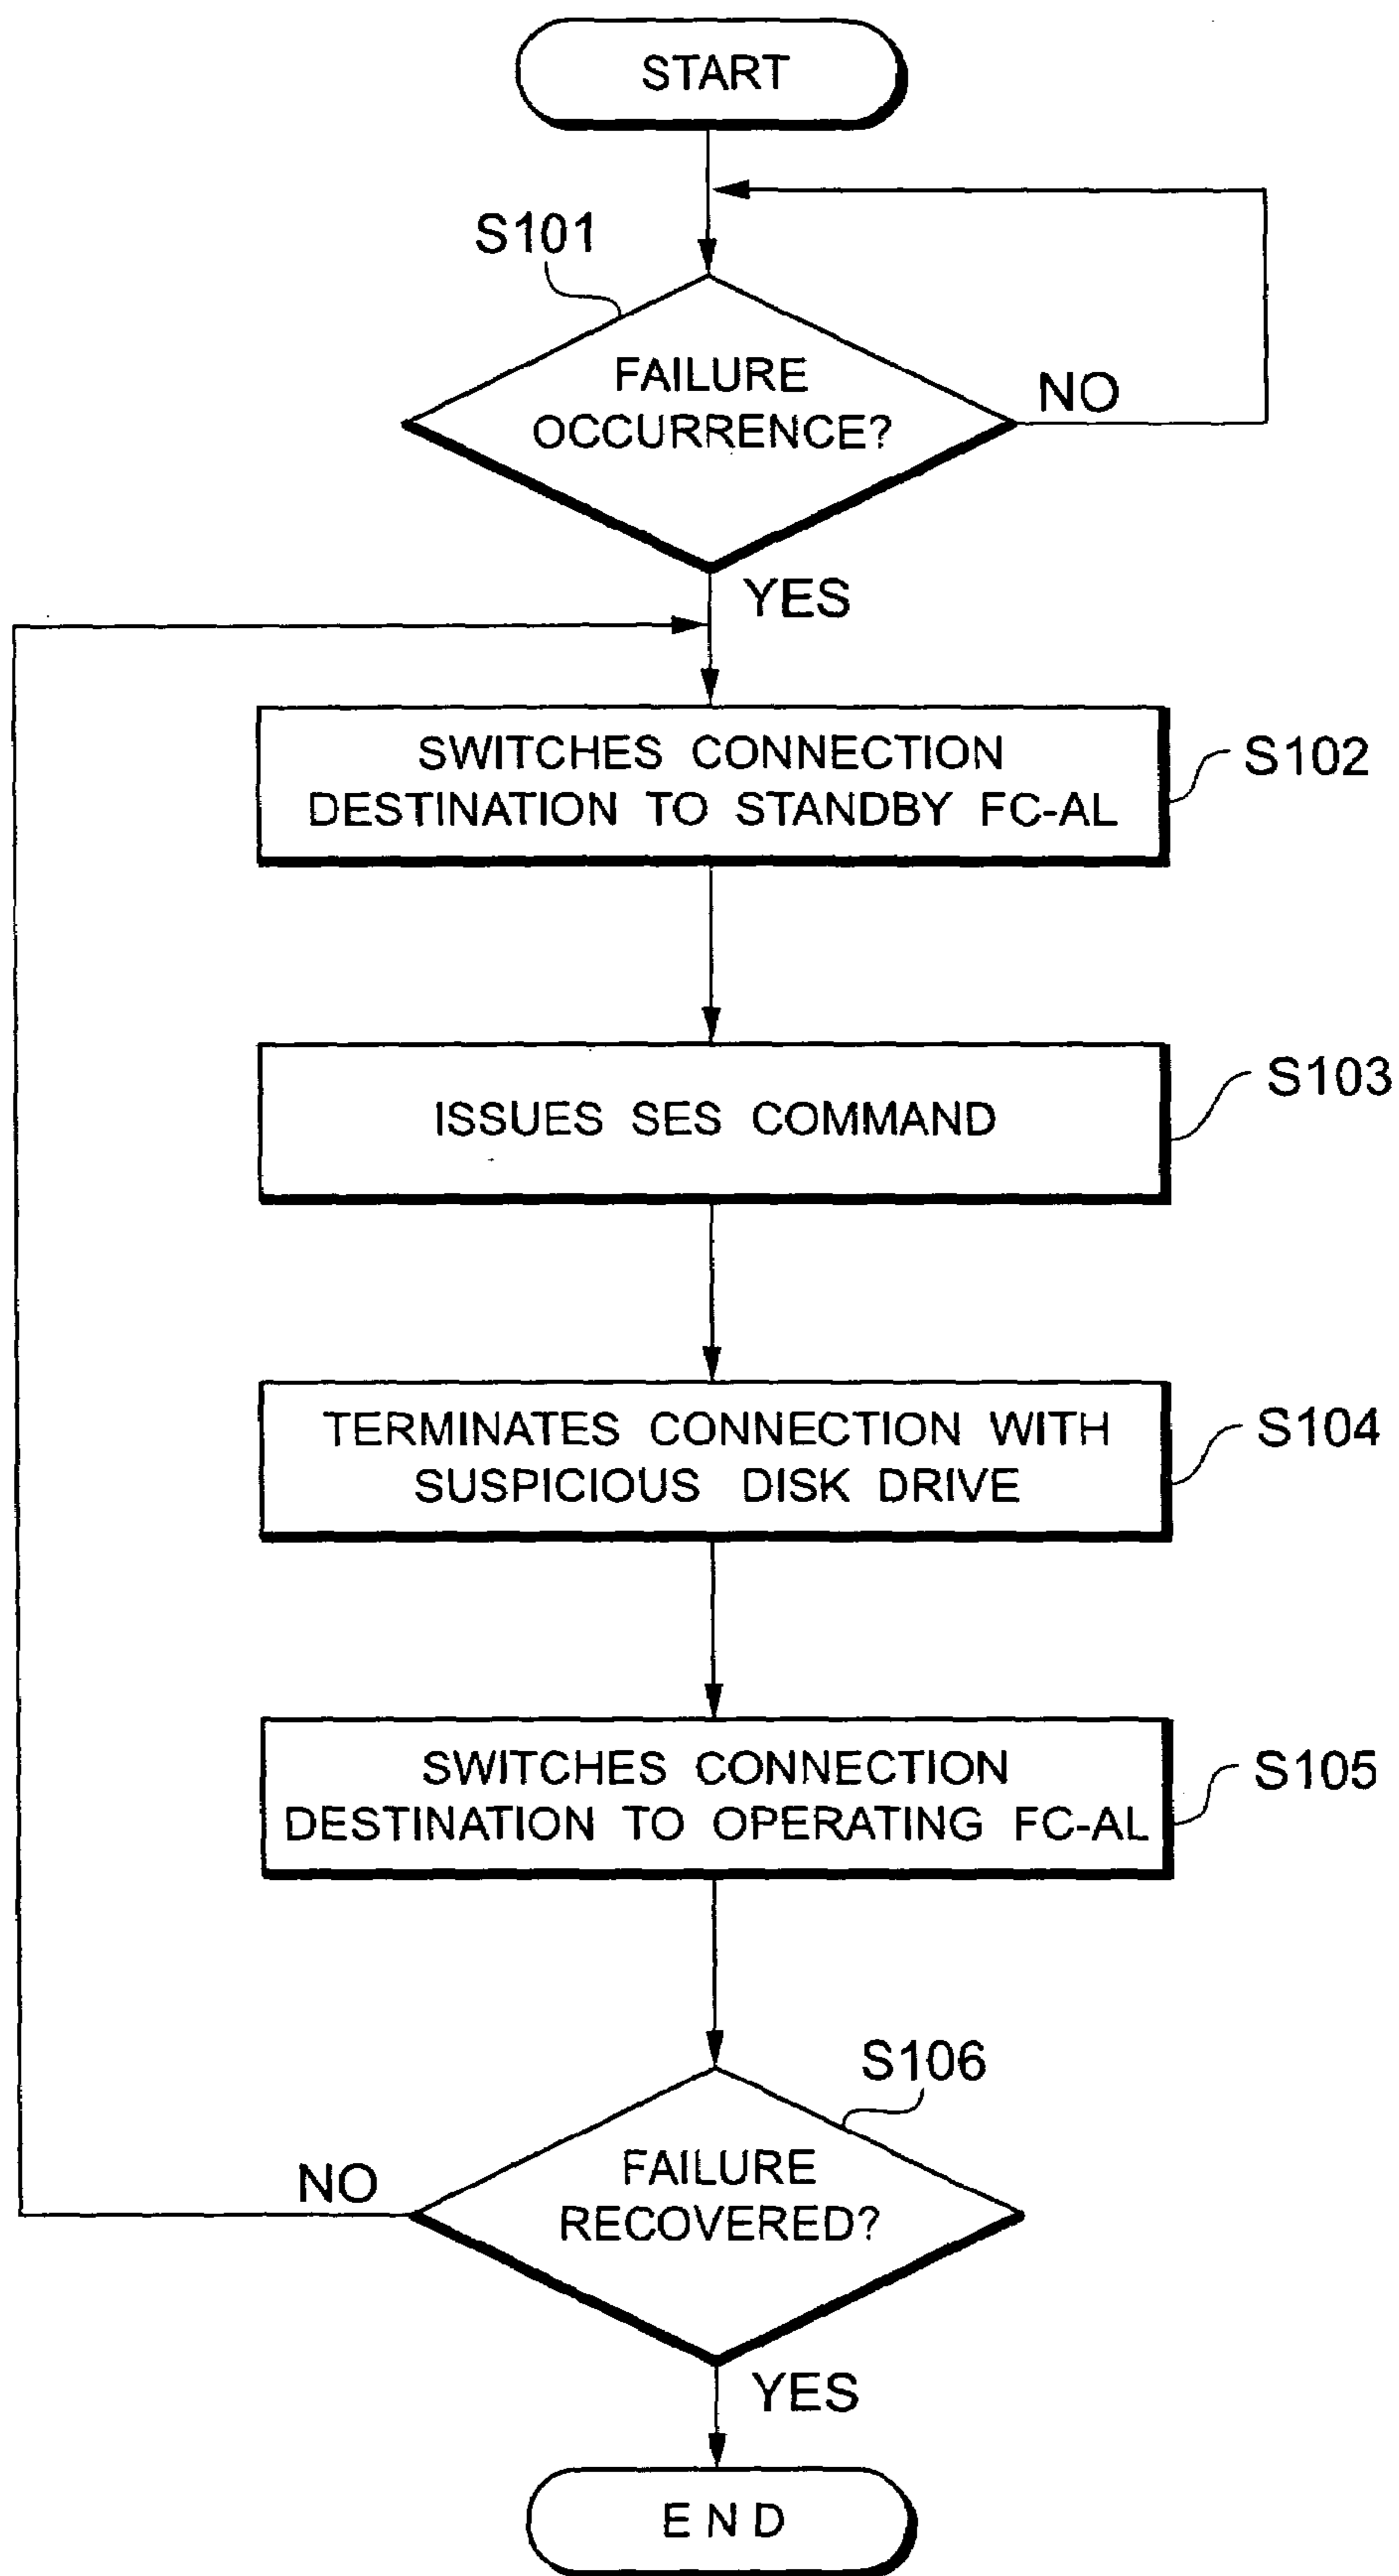 START
S101
FAILURE
OCCURRENCE?
NO
YES
SWITCHES CONNECTION
DESTINATION TO STANDBY FC-AL
S102
ISSUES SES COMMAND
S103
TERMINATES CONNECTION WITH
SUSPICIOUS DISK DRIVE
S104
SWITCHES CONNECTION
DESTINATION TO OPERATING FC-AL
S105
S106
FAILURE
RECOVERED?
NO
YES
END